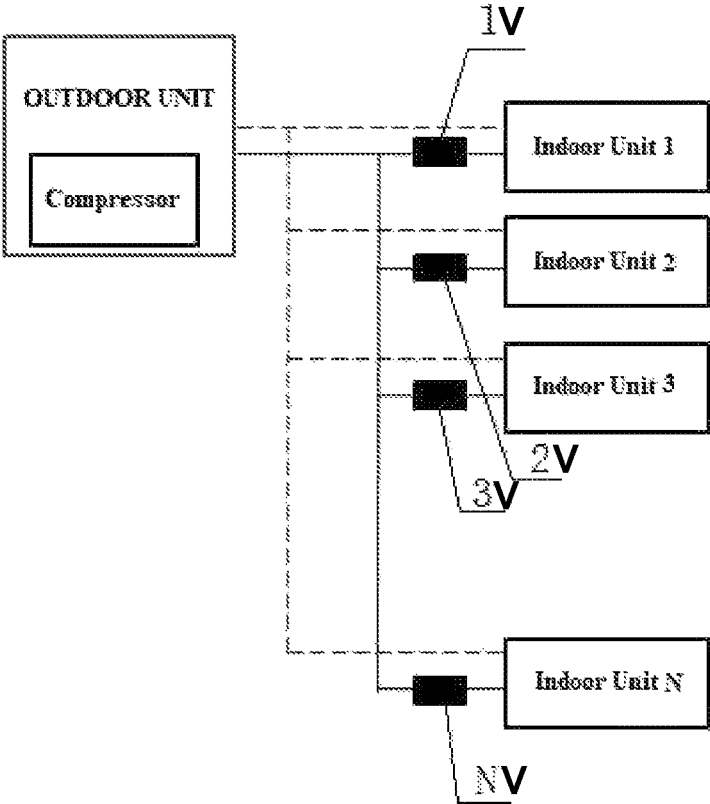 1V
OUTDOOR UNIT
Compressor
Indoor Unit 1
Indoor Unit 2
Indoor Unit 3
2V
3V
Indoor Unit N
NV